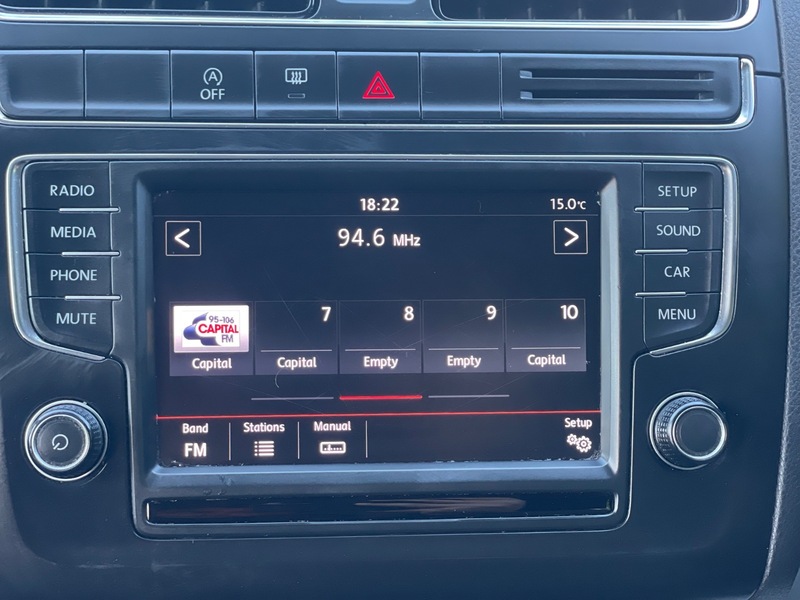 A
OFF
RADIO
MEDIA
PHONE
MUTE
18:22
15.0°C
<
94.6 MHz
>
95-106
CAPITAL
FM
Capital
7
Capital
8
Empty
9
Empty
10
Capital
Band
FM
Stations
Manual
Setup
SETUP
SOUND
CAR
MENU